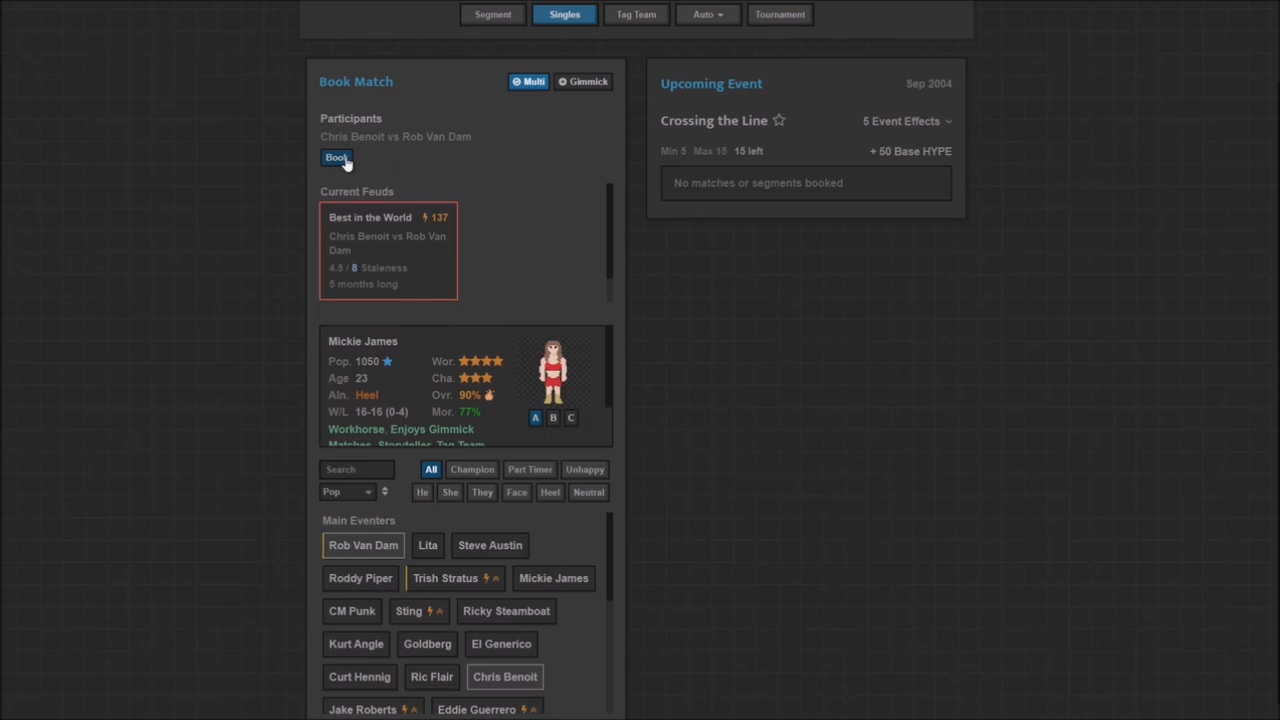 Segment Singles Tag Team Auto Tournament
Book Match Multi Gimmick
Participants
Chris Benoit vs Rob Van Dam
Book
Current Feuds
Best in the World 137
Chris Benoit vs Rob Van
Dam
4.5 / 8 Staleness
5 months long
Mickie James
Pop. 1050 Wor.
Age 23 Cha.
Aln. Heel Ovr. 90%
W/L 16-16 (0-4) Mor. 77%
A B C
Workhorse, Enjoys Gimmick
Matches, Storyteller, Tag Team
Search All Champion Part Timer Unhappy
Pop He She They Face Heel Neutral
Main Eventers
Rob Van Dam Lita Steve Austin
Roddy Piper Trish Stratus Mickie James
CM Punk Sting Ricky Steamboat
Kurt Angle Goldberg El Generico
Curt Hennig Ric Flair Chris Benoit
Jake Roberts Eddie Guerrero
Upcoming Event Sep 2004
Crossing the Line 5 Event Effects
Min 5 Max 15 15 left + 50 Base HYPE
No matches or segments booked